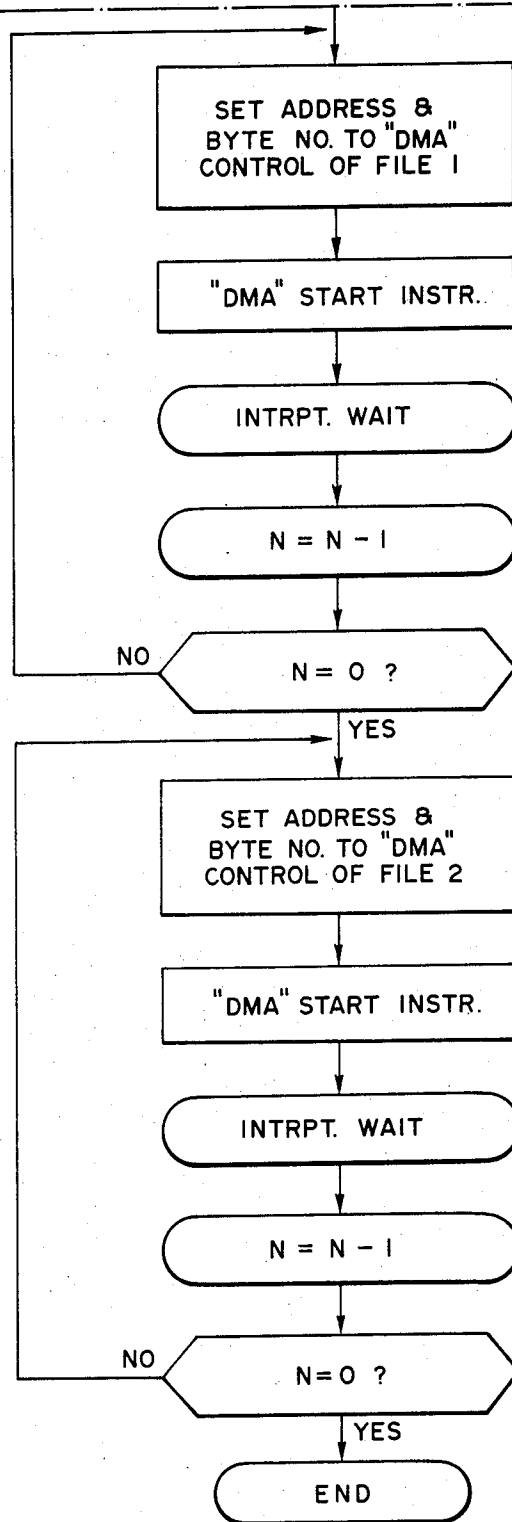 SET ADDRESS &
BYTE NO. TO "DMA"
CONTROL OF FILE 1
"DMA" START INSTR.
INTRPT. WAIT
N = N - 1
NO
N = 0 ?
YES
SET ADDRESS &
BYTE NO. TO "DMA"
CONTROL OF FILE 2
"DMA" START INSTR.
INTRPT. WAIT
N = N - 1
NO
N = 0 ?
YES
END